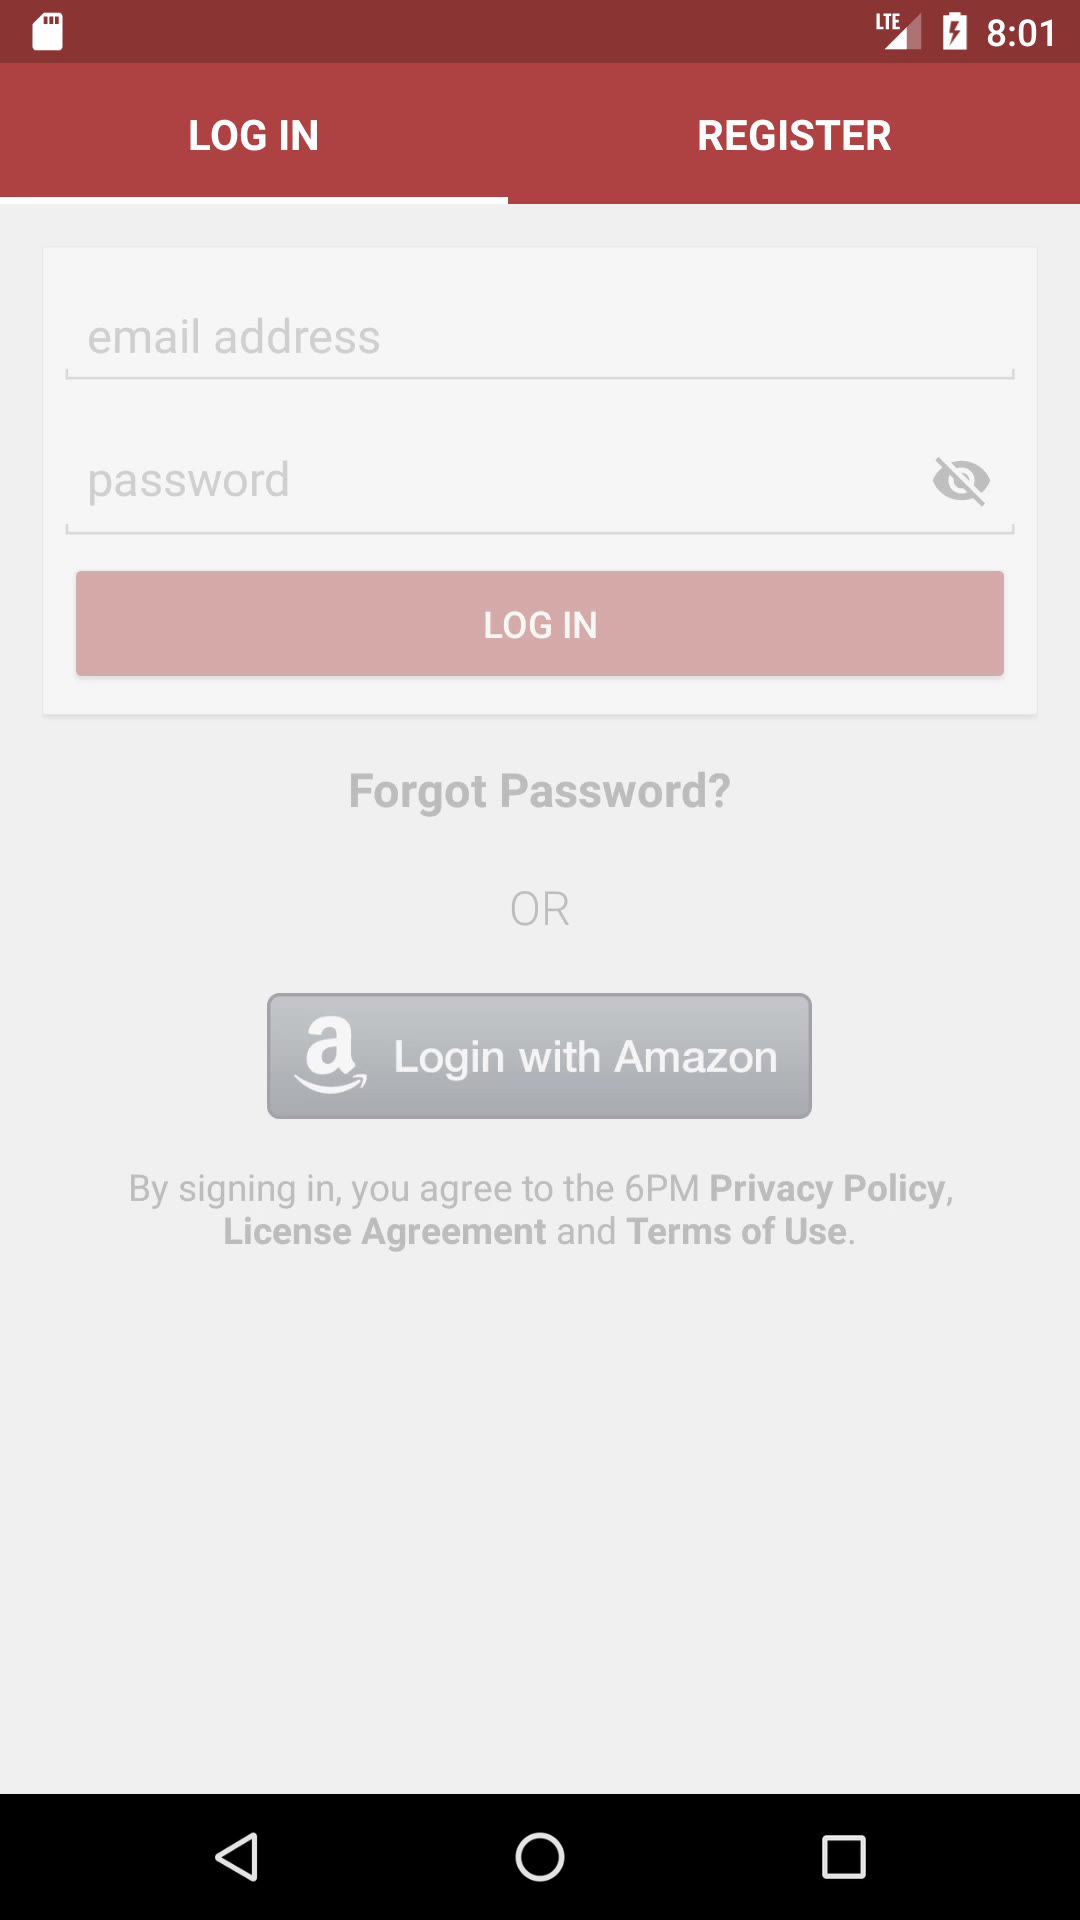 LTE 8:01
LOG IN REGISTER
email address
password
LOG IN
Forgot Password?
OR
a Login with Amazon
By signing in, you agree to the 6PM Privacy Policy,
License Agreement and Terms of Use.